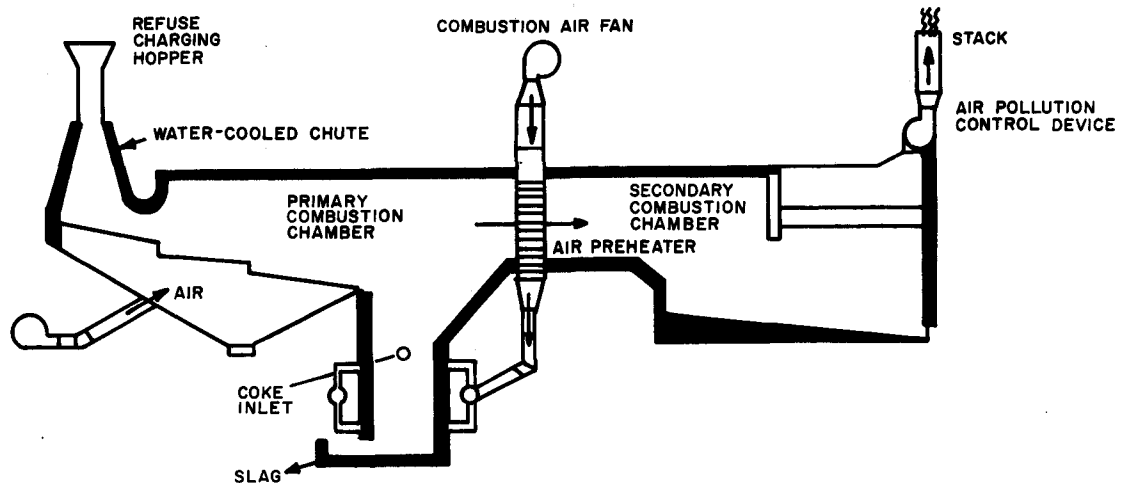 REFUSE
CHARGING
HOPPER
COMBUSTION AIR FAN
STACK
AIR POLLUTION
CONTROL DEVICE
WATER-COOLED CHUTE
PRIMARY
COMBUSTION
CHAMBER
SECONDARY
COMBUSTION
CHAMBER
AIR PREHEATER
AIR
COKE
INLET
SLAG